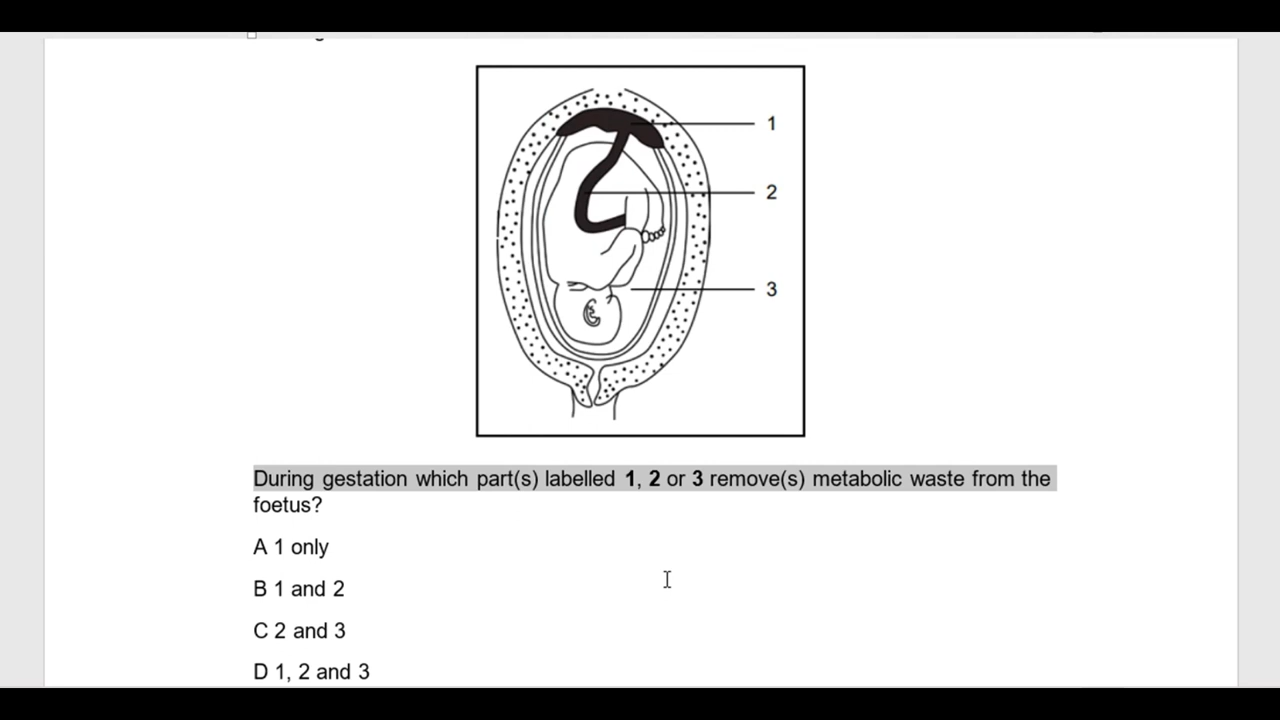 1
2
3
During gestation which part(s) labelled 1, 2 or 3 remove(s) metabolic waste from the
foetus?
A 1 only
B 1 and 2
C 2 and 3
D 1, 2 and 3